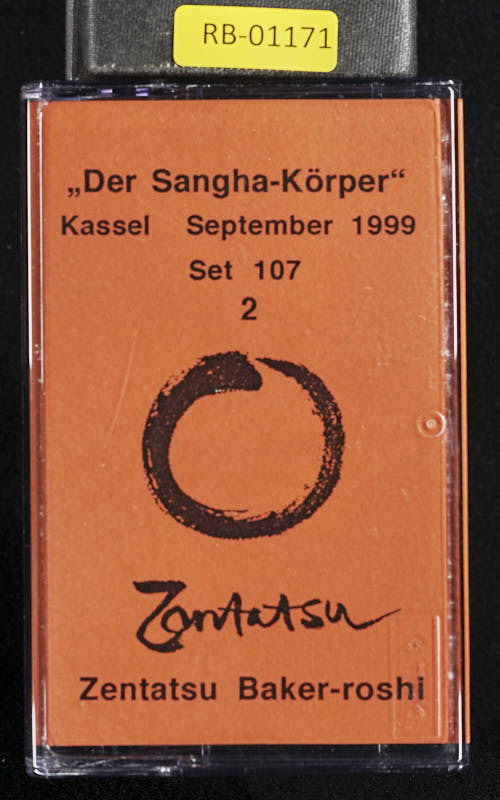 RB-01171
„Der Sangha-Körper“
Kassel September 1999
Set 107
2
Zentatsu
Zentatsu Baker-roshi